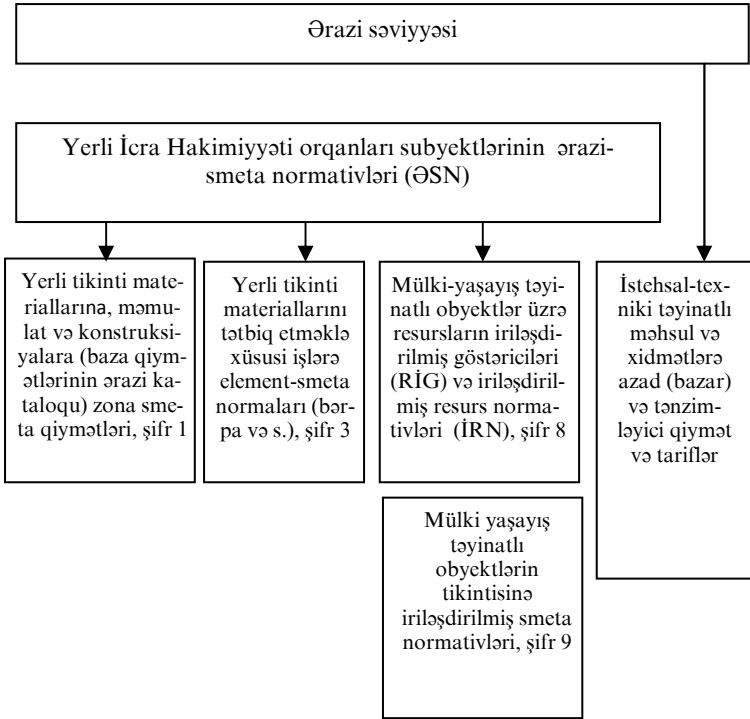 Ərazi səviyyəsi
Yerli İcra Hakimiyyəti orqanları subyektlərinin ərazi-
smeta normativləri (ƏSN)
Yerli tikinti mate-
riallarına, məmu-
lat və konstruksi-
yalara (baza qiym-
ətlərinin ərazi ka-
taloqu) zona sme-
ta qiymətləri, şifr 1
Yerli tikinti
materiallarını
tətbiq etməklə
xüsusi işlərə
element-smeta
normaları (bər-
pa və s.), şifr 3
Mülki-yaşayış təyi-
natlı obyektlər üzrə
resursların iriləşdi-
rilmiş göstəriciləri
(RİG) və iriləşdiril-
miş resurs norma-
tivləri (İRN), şifr 8
İstehsal-tex-
niki təyinatlı
məhsul və
xidmətlərə
azad (bazar)
və tənzim-
ləyici qiymət
və tariflər
Mülki yaşayış
təyinatlı
obyektlərin
tikintisinə
iriləşdirilmiş smeta
normativləri, şifr 9